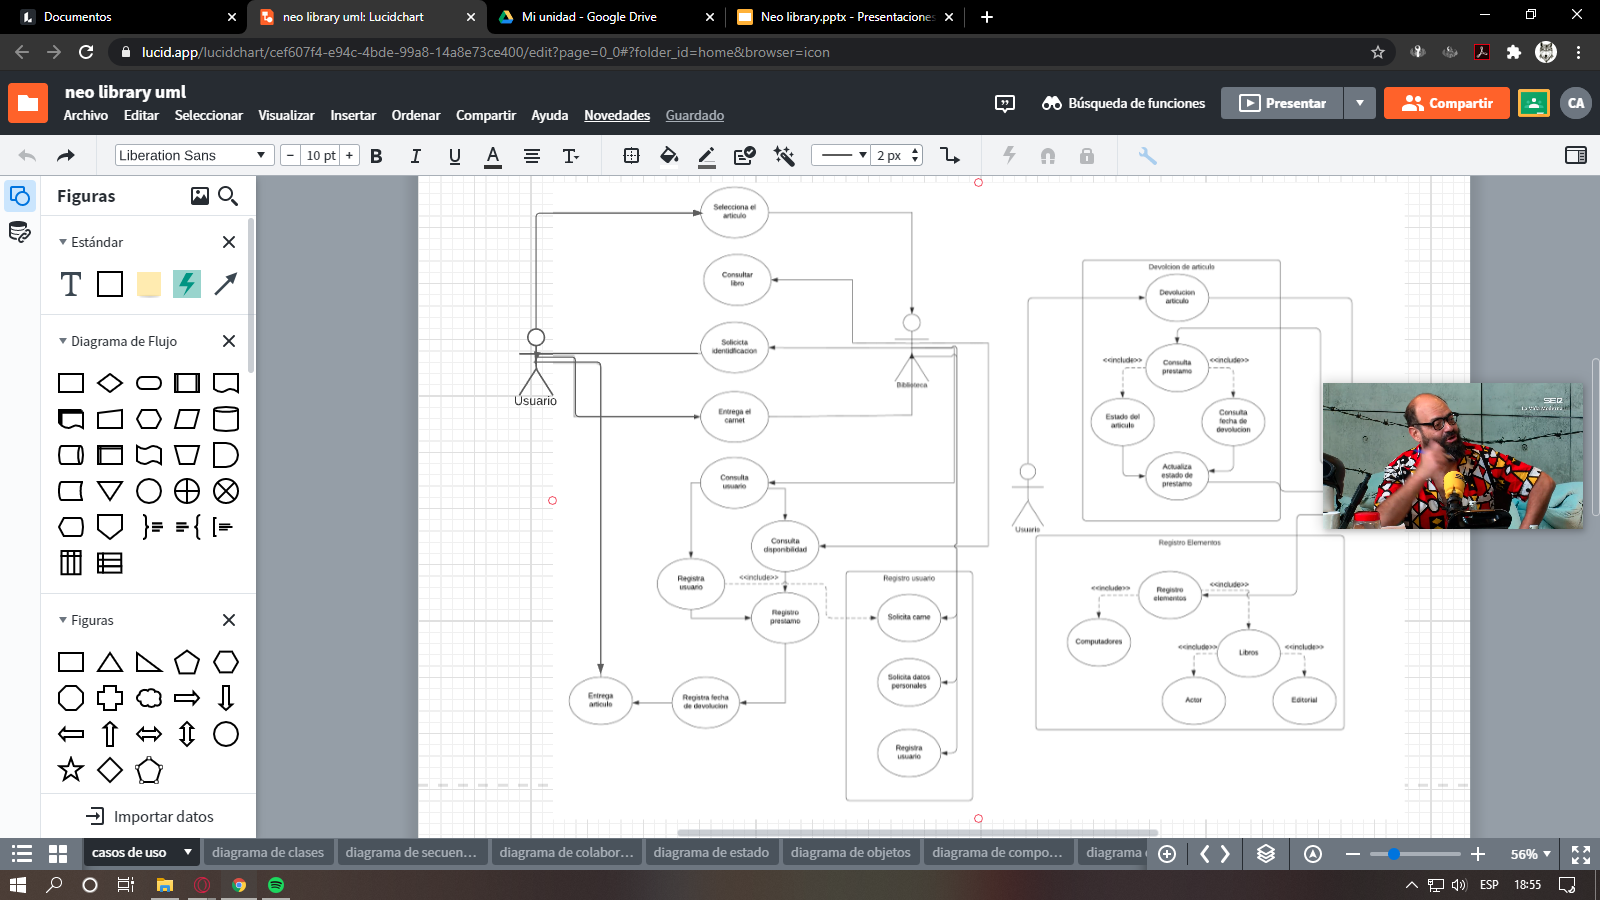 Documentos
neo library uml: Lucidchart
Mi unidad - Google Drive
Neo library.pptx - Presentaciones
lucid.app/lucidchart/cef607f4-e94c-4bde-99a8-14a8e73ce400/edit?page=0_0#?folder_id=home&browser=icon
neo library uml
Archivo Editar Seleccionar Visualizar Insertar Ordenar Compartir Ayuda Novedades Guardado
Búsqueda de funciones
Presentar
Compartir
CA
Liberation Sans
10 pt
2 px
Figuras
Estándar
Diagrama de Flujo
Figuras
Importar datos
Selecciona el
articulo
Consultar
libro
Solicicta
identidficacion
Entrega el
carnet
Usuario
Biblioteca
Consulta
usuario
Consulta
disponibilidad
Registra
usuario
<<include>>
Registro
prestamo
Entrega
articulo
Registra fecha
de devolucion
Registro usuario
Solicita carne
Solicita datos
personales
Registra
usuario
Devolcion de articulo
Devolucion
articulo
<<include>>
Consulta
prestamo
<<include>>
Estado del
articulo
Consulta
fecha de
devolucion
Actualiza
estado de
prestamo
Usuario
Registro Elementos
<<include>>
Registro
elementos
<<include>>
Computadores
<<include>>
Libros
<<include>>
Actor
Editorial
SER
casos de uso
diagrama de clases
diagrama de secuen...
diagrama de colabor...
diagrama de estado
diagrama de objetos
diagrama de compo...
diagrama
56%
ESP
18:55